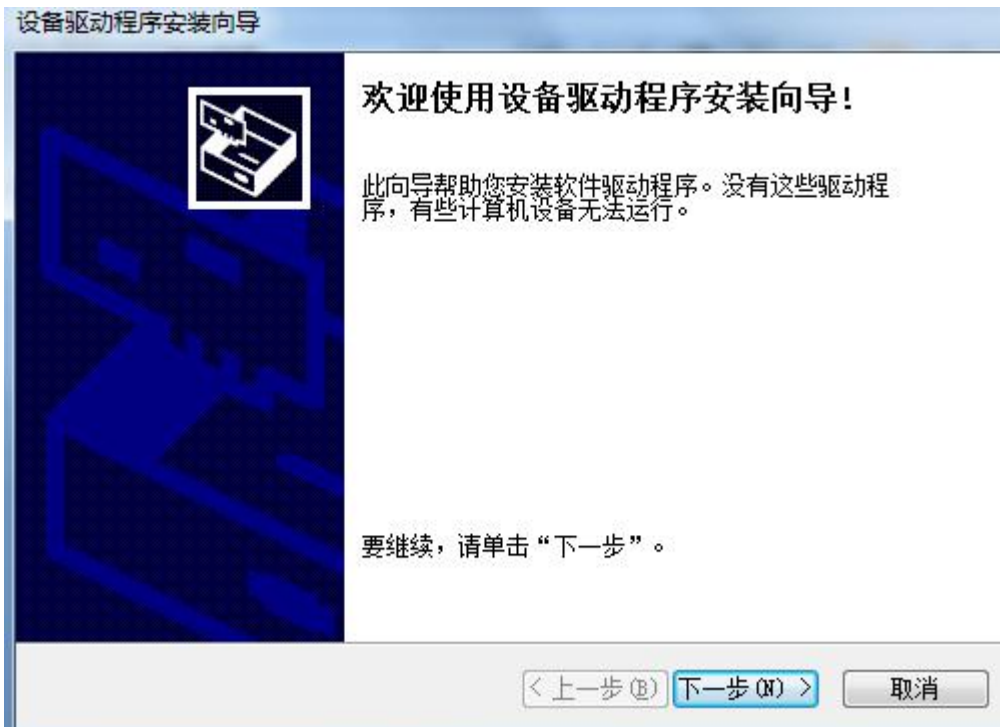 设备驱动程序安装向导
欢迎使用设备驱动程序安装向导!
此向导帮助您安装软件驱动程序。没有这些驱动程
序，有些计算机设备无法运行。
要继续，请单击“下一步”。
< 上一步(B) 下一步(N) > 取消